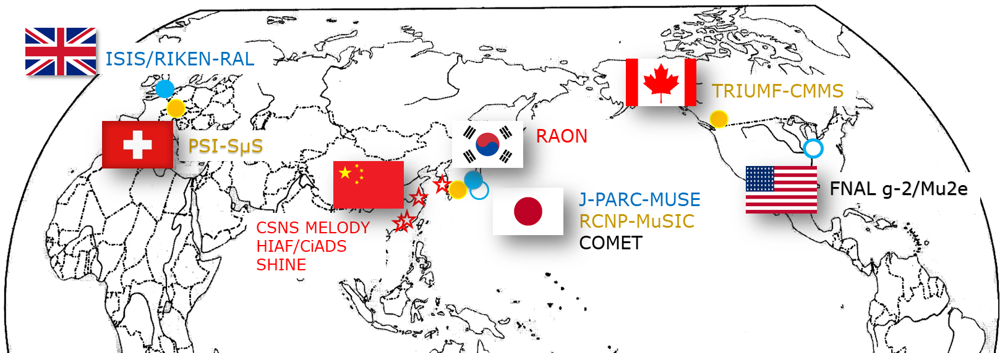 ISIS/RIKEN-RAL
TRIUMF-CMMS
PSI-SμS
RAON
FNAL g-2/Mu2e
J-PARC-MUSE
RCNP-MuSIC
COMET
CSNS MELODY
HIAF/CiADS
SHINE